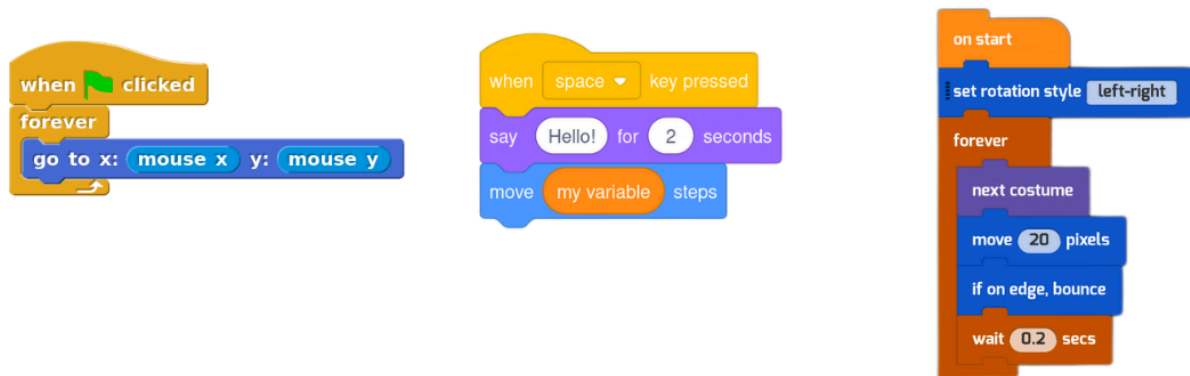 when clicked
forever
go to x: mouse x y: mouse y
when space key pressed
say Hello! for 2 seconds
move my variable steps
on start
set rotation style left-right
forever
next costume
move 20 pixels
if on edge, bounce
wait 0.2 secs